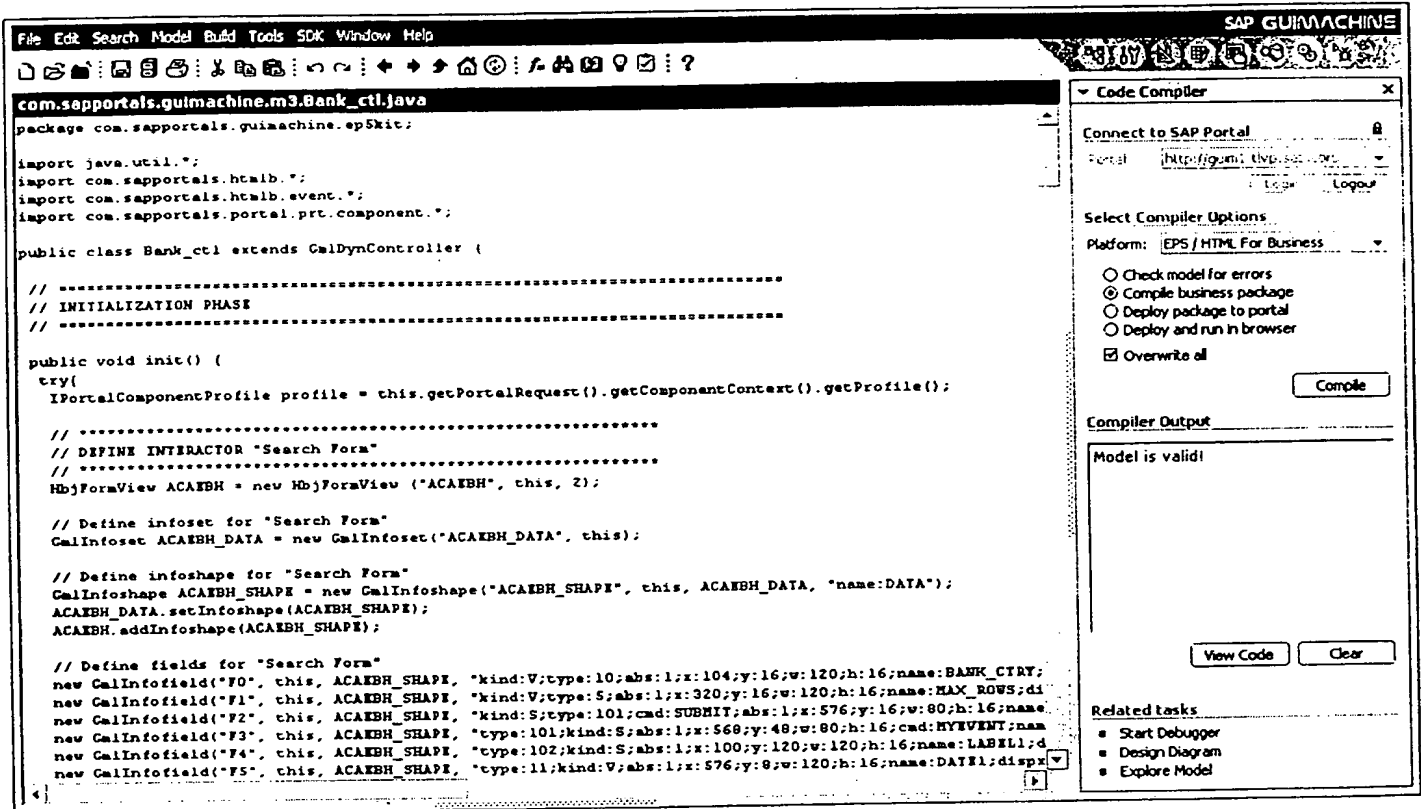 SAP GUIMACHINE
File Edit Search Model Build Tools SDK Window Help
com.sapportals.guimachine.m3.Bank_ctl.java
package com.sapportals.guimachine.ep5kit;
import java.util.*;
import com.sapportals.htmlb.*;
import com.sapportals.htmlb.event.*;
import com.sapportals.portal.prt.component.*;
public class Bank_ctl extends GmlDynController {
// ==============================================================================
// INITIALIZATION PHASE
// ==============================================================================
public void init() {
try{
IPortalComponentProfile profile = this.getPortalRequest().getComponentContext().getProfile();
// **************************************************************
// DEFINE INTERACTOR "Search Form"
// **************************************************************
HbjFormView ACAEBH = new HbjFormView ("ACAEBH", this, 2);
// Define infoset for "Search Form"
GmlInfoset ACAEBH_DATA = new GmlInfoset("ACAEBH_DATA", this);
// Define infoshape for "Search Form"
GmlInfoshape ACAEBH_SHAPE = new GmlInfoshape("ACAEBH_SHAPE", this, ACAEBH_DATA, "name:DATA");
ACAEBH_DATA.setInfoshape(ACAEBH_SHAPE);
ACAEBH.addInfoshape(ACAEBH_SHAPE);
// Define fields for "Search Form"
new GmlInfofield("F0", this, ACAEBH_SHAPE, "kind:V;type:10;abs:1;x:104;y:16;w:120;h:16;name:BANK_CTRY;
new GmlInfofield("F1", this, ACAEBH_SHAPE, "kind:V;type:5;abs:1;x:320;y:16;w:120;h:16;name:MAX_ROWS;di
new GmlInfofield("F2", this, ACAEBH_SHAPE, "kind:S;type:101;cmd:SUBMIT;abs:1;x:576;y:16;w:80;h:16;name
new GmlInfofield("F3", this, ACAEBH_SHAPE, "type:101;kind:S;abs:1;x:568;y:48;w:80;h:16;cmd:MYEVENT;nam
new GmlInfofield("F4", this, ACAEBH_SHAPE, "type:102;kind:S;abs:1;x:100;y:120;w:120;h:16;name:LABEL1;d
new GmlInfofield("F5", this, ACAEBH_SHAPE, "type:11;kind:V;abs:1;x:576;y:8;w:120;h:16;name:DATE1;dispx
Code Compiler
Connect to SAP Portal
Portal
Login Logout
Select Compiler Options
Platform: EP5 / HTML For Business
Check model for errors
Compile business package
Deploy package to portal
Deploy and run in browser
Overwrite all
Compile
Compiler Output
Model is valid!
View Code Clear
Related tasks
Start Debugger
Design Diagram
Explore Model